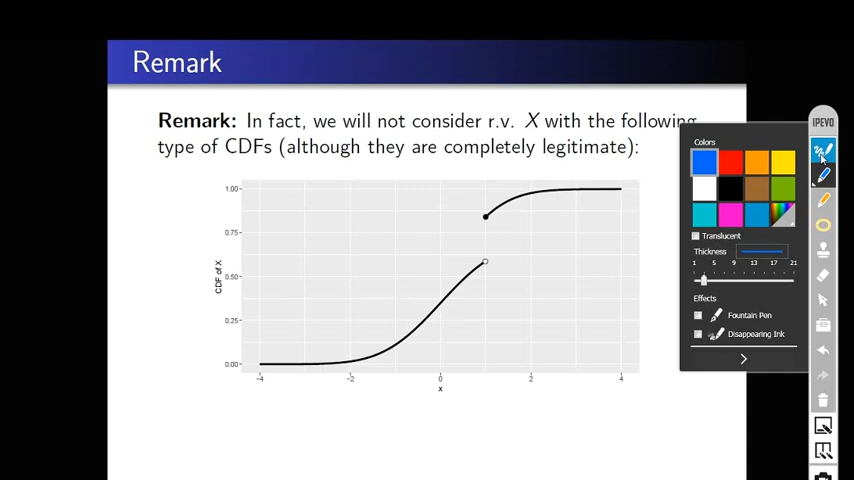 Remark
Remark: In fact, we will not consider r.v. X with the following
type of CDFs (although they are completely legitimate):
1.00
0.75
0.50
0.25
0.00
CDF of X
-4
-2
0
2
4
x
IPEVO
Colors
Translucent
Thickness
1 5 9 13 17 21
Effects
Fountain Pen
Disappearing Ink